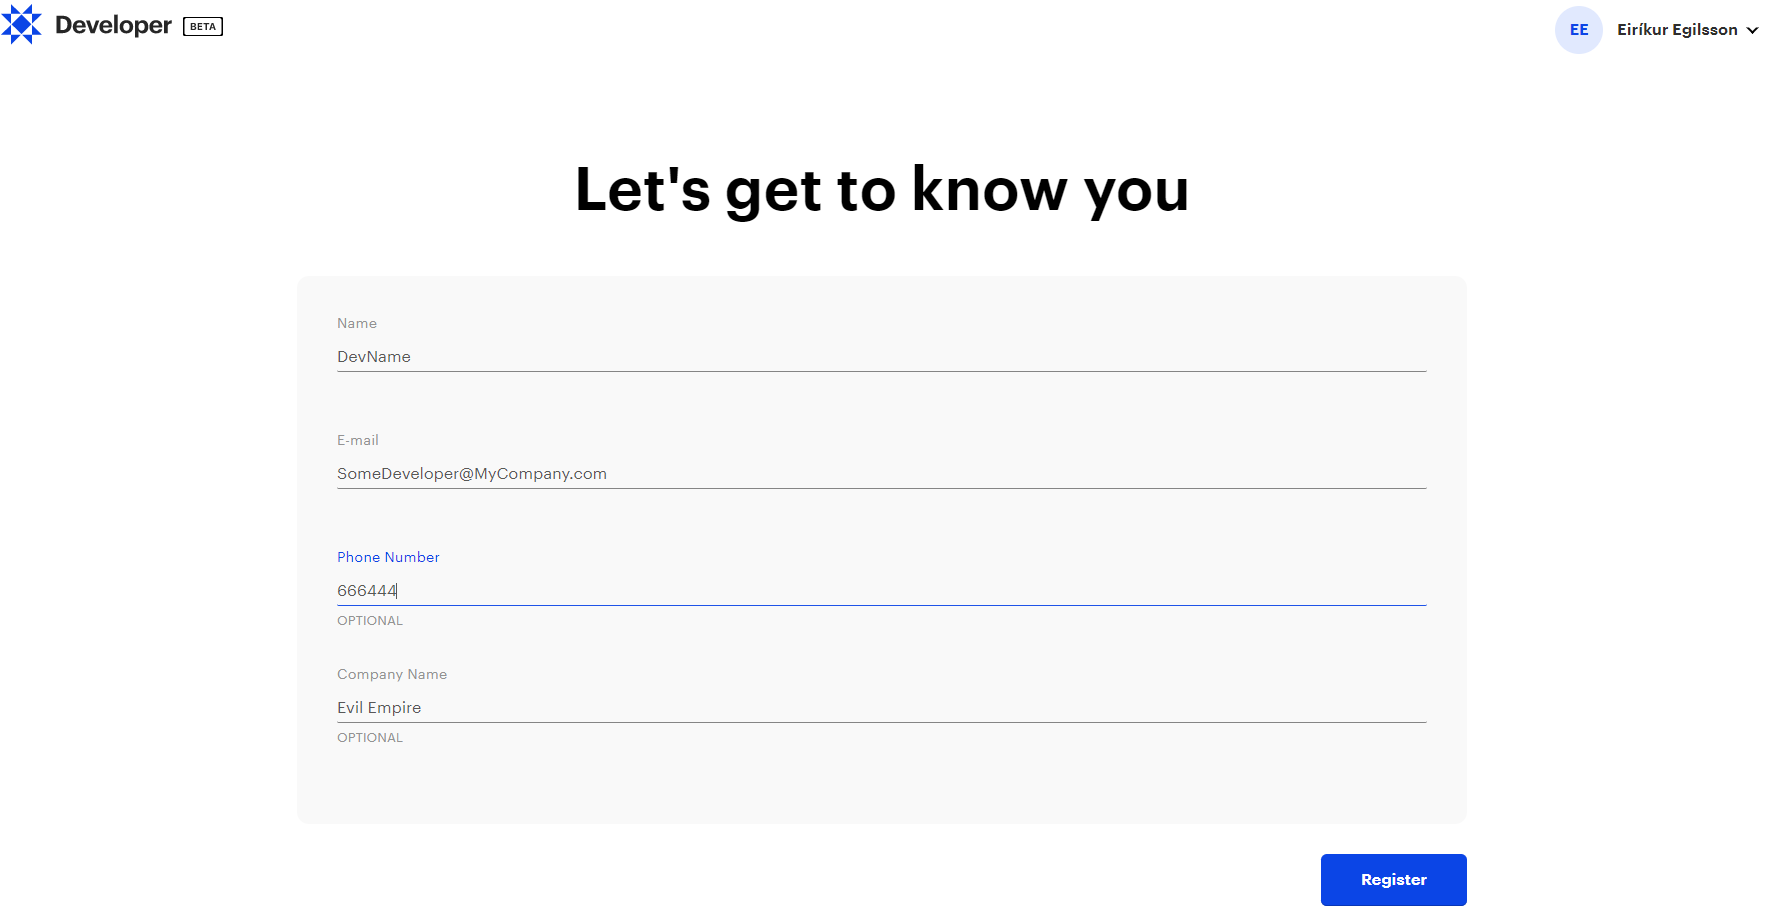 Developer BETA
EE Eiríkur Egilsson
Let's get to know you
Name
DevName
E-mail
SomeDeveloper@MyCompany.com
Phone Number
666444
OPTIONAL
Company Name
Evil Empire
OPTIONAL
Register